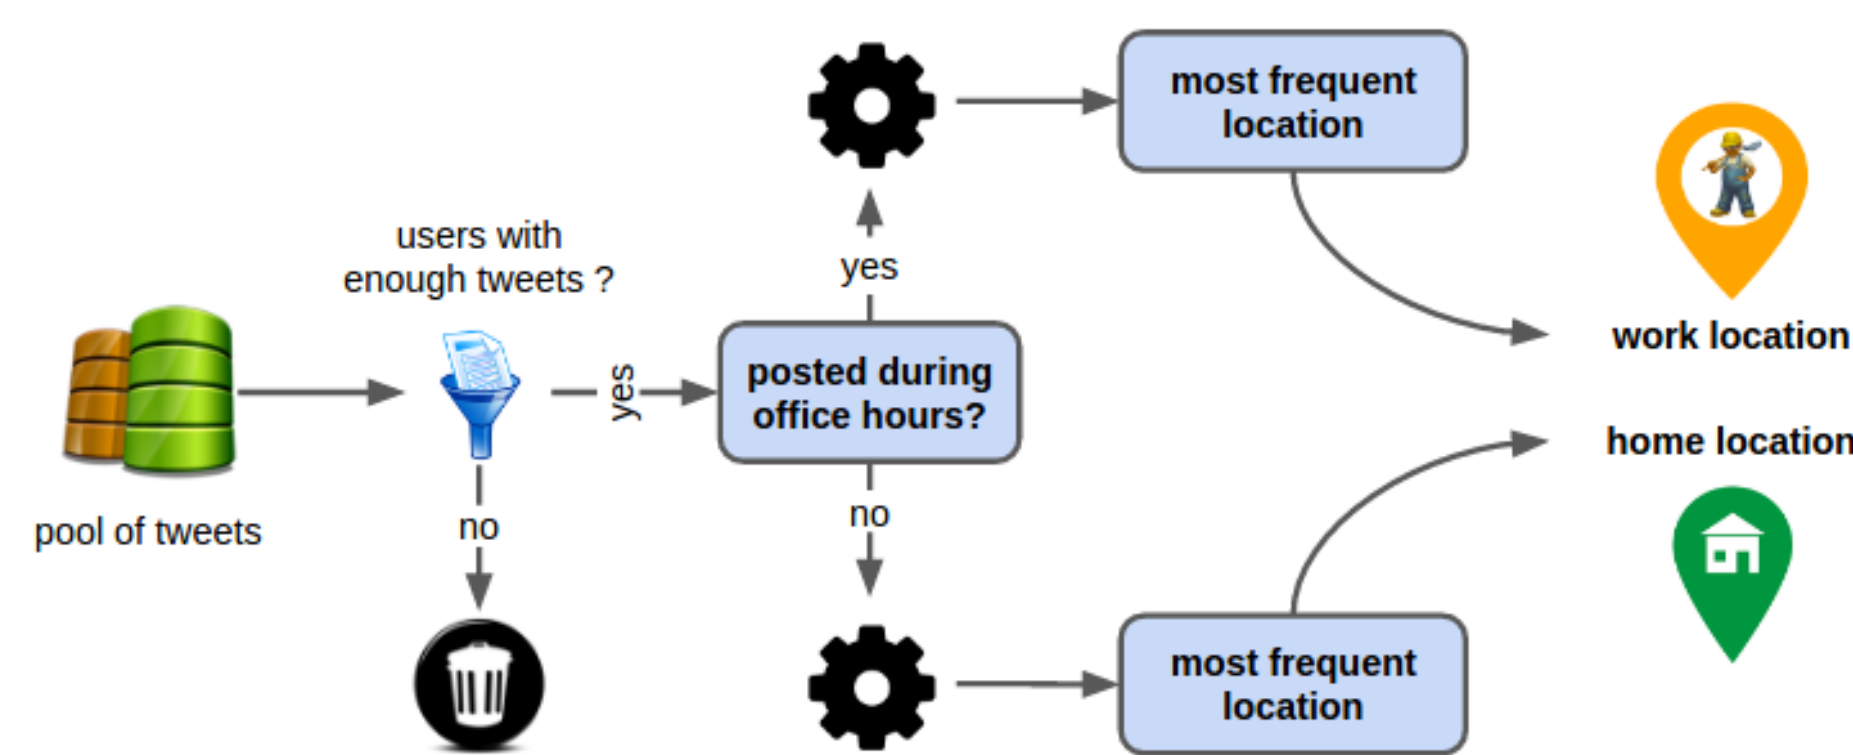 pool of tweets
users with
enough tweets ?
yes
no
posted during
office hours?
yes
no
most frequent
location
most frequent
location
work location
home location